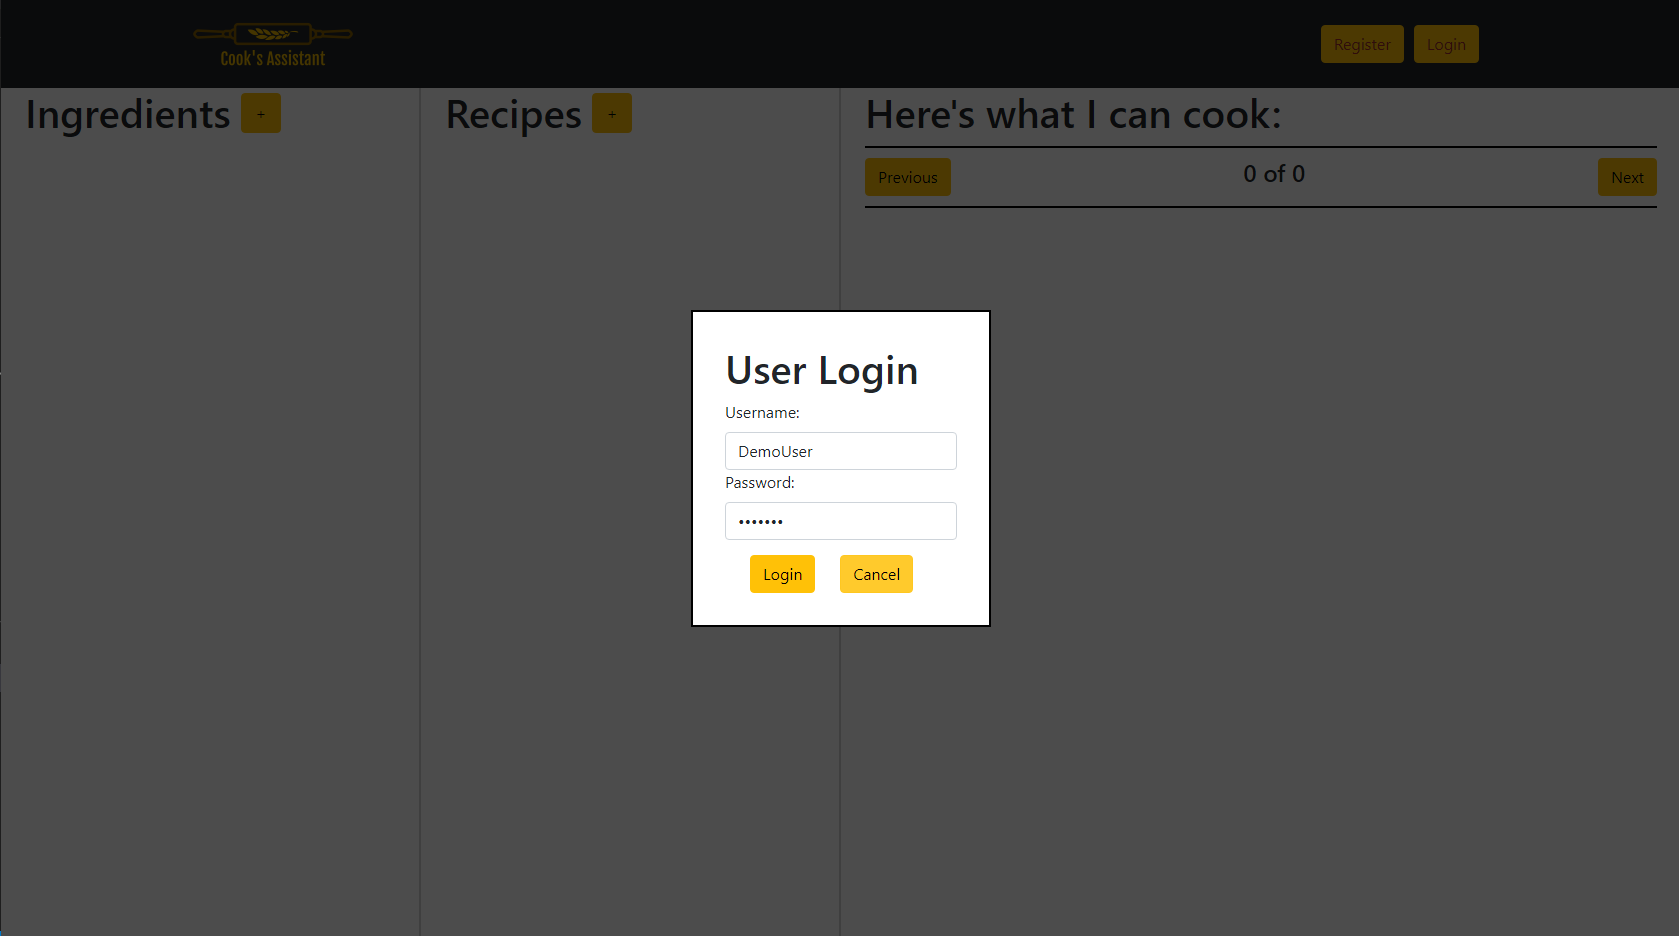 Cook's Assistant
Register Login
Ingredients +
Recipes +
Here's what I can cook:
Previous 0 of 0 Next
User Login
Username:
DemoUser
Password:
•••••••
Login Cancel